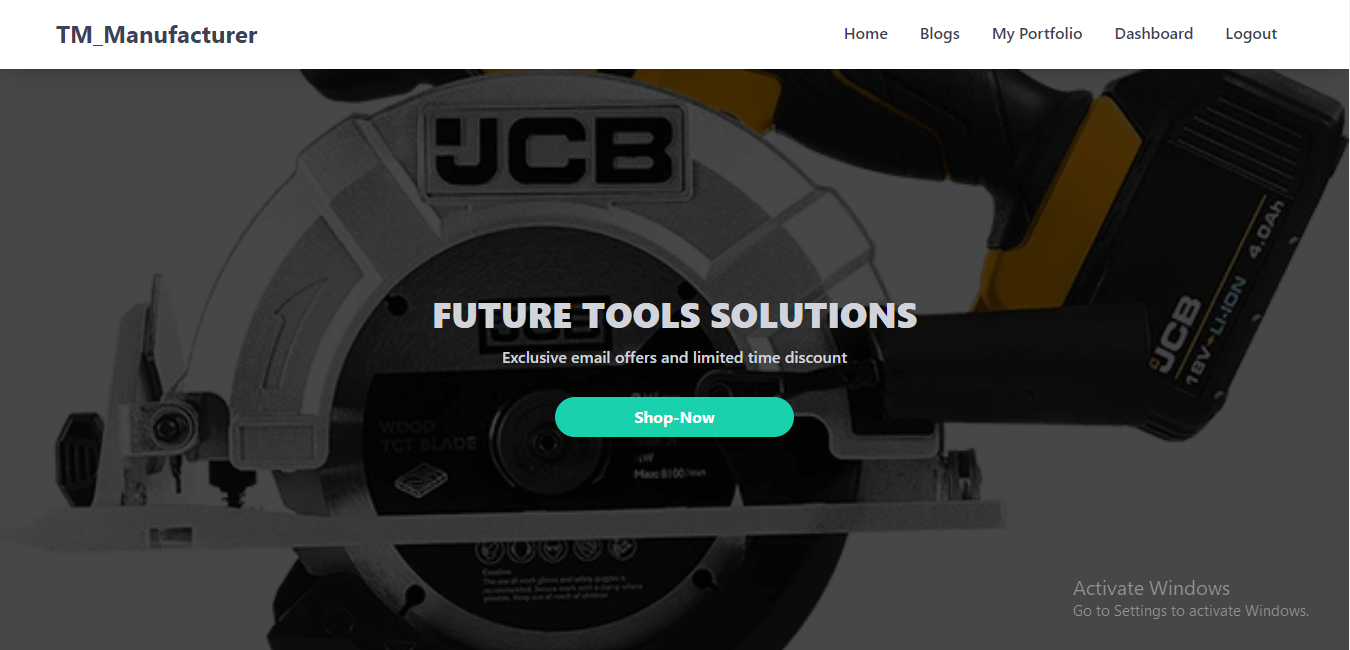 TM_Manufacturer
Home Blogs My Portfolio Dashboard Logout
JCB
4.0Ah
18V LI-ION
JCB
FUTURE TOOLS SOLUTIONS
JCB
Exclusive email offers and limited time discount
Shop-Now
WOOD
TCT BLADE
Max: 6100/min
Activate Windows
Go to Settings to activate Windows.